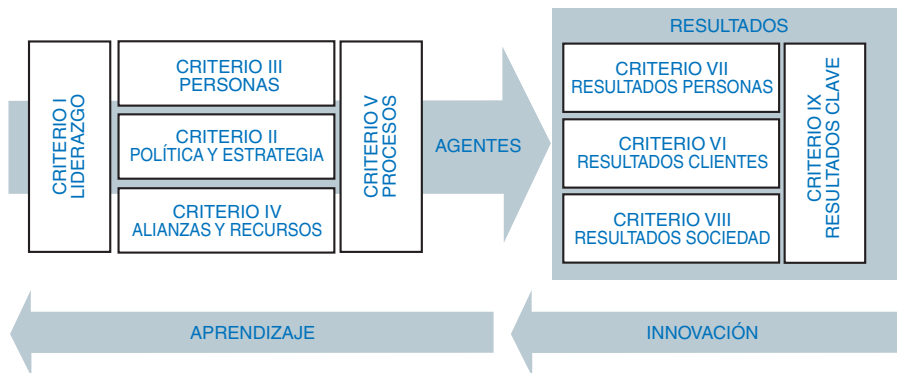 CRITERIO I
LIDERAZGO
CRITERIO III
PERSONAS
CRITERIO II
POLÍTICA Y ESTRATEGIA
CRITERIO IV
ALIANZAS Y RECURSOS
CRITERIO V
PROCESOS
AGENTES
RESULTADOS
CRITERIO VII
RESULTADOS PERSONAS
CRITERIO VI
RESULTADOS CLIENTES
CRITERIO VIII
RESULTADOS SOCIEDAD
CRITERIO IX
RESULTADOS CLAVE
APRENDIZAJE
INNOVACIÓN